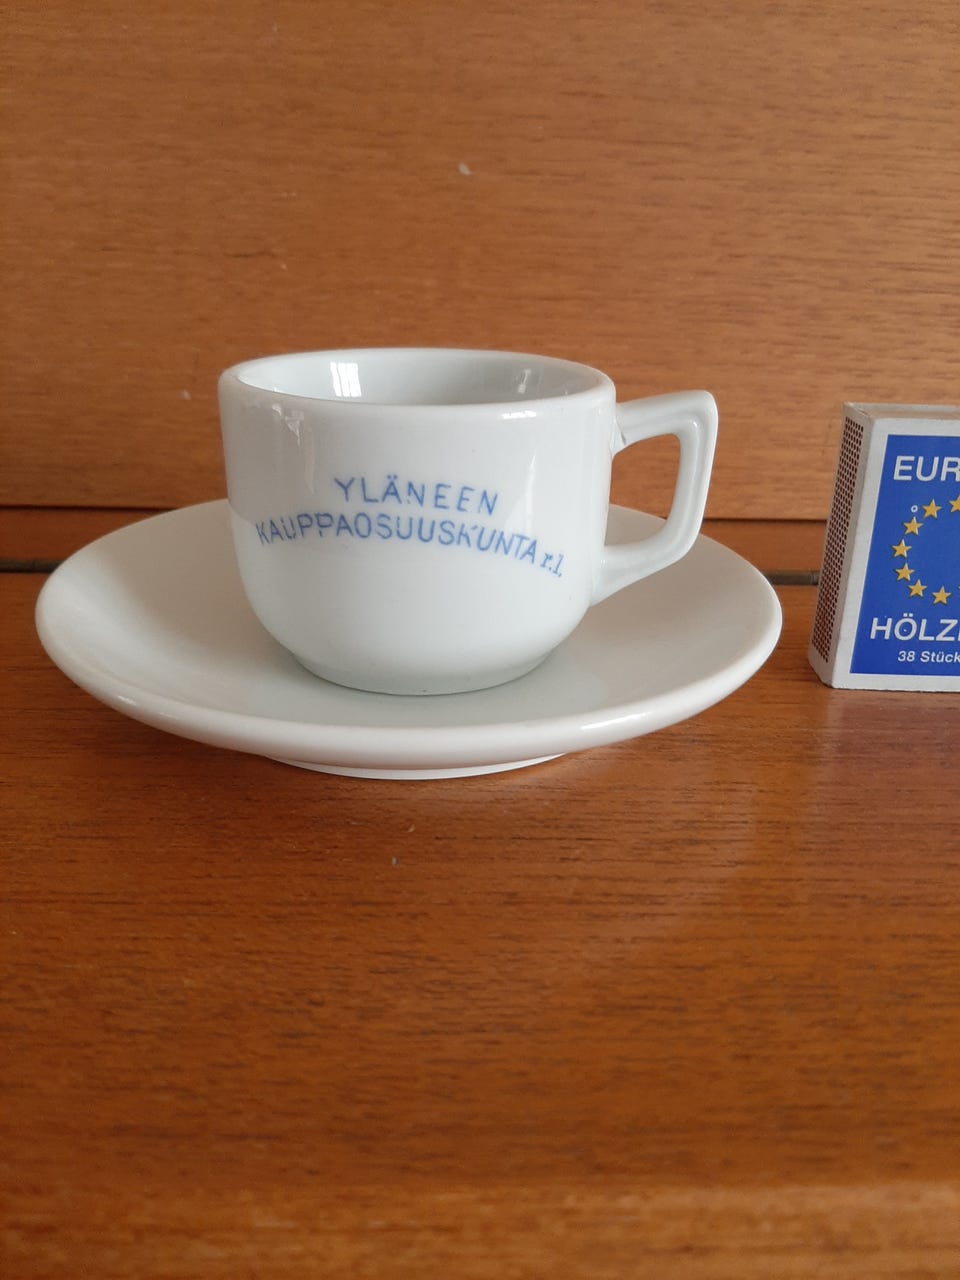 YLÄNEEN
KAUPPAOSUUSKUNTA r.l.
EUR
HÖLZ
38 Stück